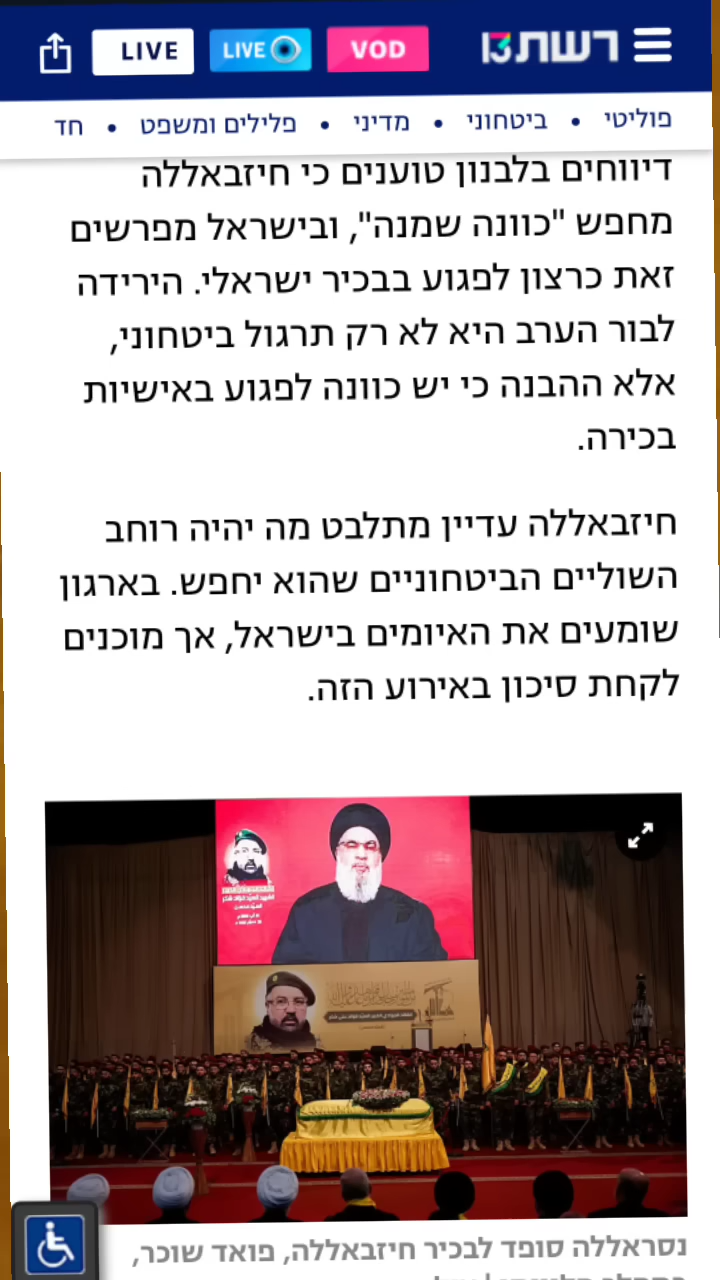 LIVE
LIVE
VOD
רשת 13
פוליטי • ביטחוני • מדיני • פלילים ומשפט • חד
דיווחים בלבנון טוענים כי חיזבאללה
מחפש "כוונה שמנה", ובישראל מפרשים
זאת כרצון לפגוע בבכיר ישראלי. הירידה
לבור הערב היא לא רק תרגול ביטחוני,
אלא ההבנה כי יש כוונה לפגוע באישיות
בכירה.
חיזבאללה עדיין מתלבט מה יהיה רוחב
השוליים הביטחוניים שהוא יחפש. בארגון
שומעים את האיומים בישראל, אך מוכנים
לקחת סיכון באירוע הזה.
נסראללה סופד לבכיר חיזבאללה, פואד שוכר,